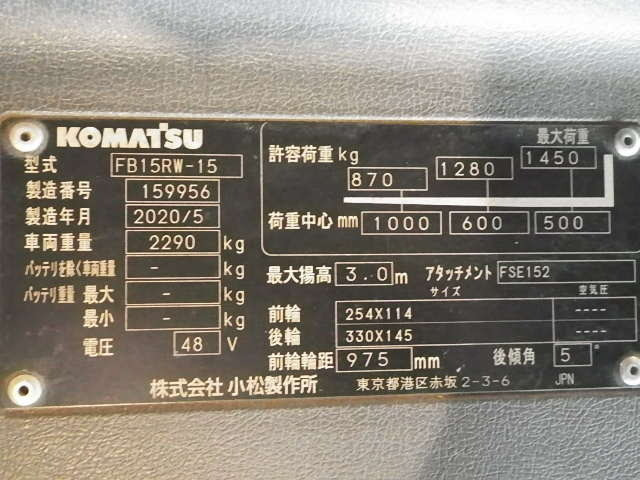 KOMATSU
型式 FB15RW-15
製造番号 159956
製造年月 2020/5
車両重量 2290 kg
バッテリを除く車両重量 - kg
バッテリ重量 最大 - kg
最小 - kg
電圧 48 V
最大荷重
許容荷重 kg 870 1280 1450
荷重中心 mm 1000 600 500
最大揚高 3.0 m アタッチメント FSE152
サイズ 空気圧
前輪 254X114 ----
後輪 330X145 ----
前輪輪距 975 mm 後傾角 5 °
株式会社 小松製作所 東京都港区赤坂 2-3-6 JPN